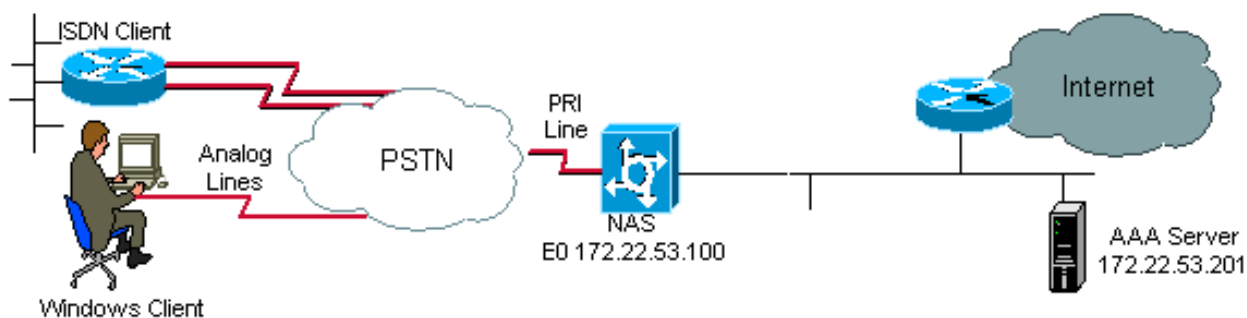 ISDN Client
Analog
Lines
Windows Client
PSTN
PRI
Line
NAS
E0 172.22.53.100
Internet
AAA Server
172.22.53.201